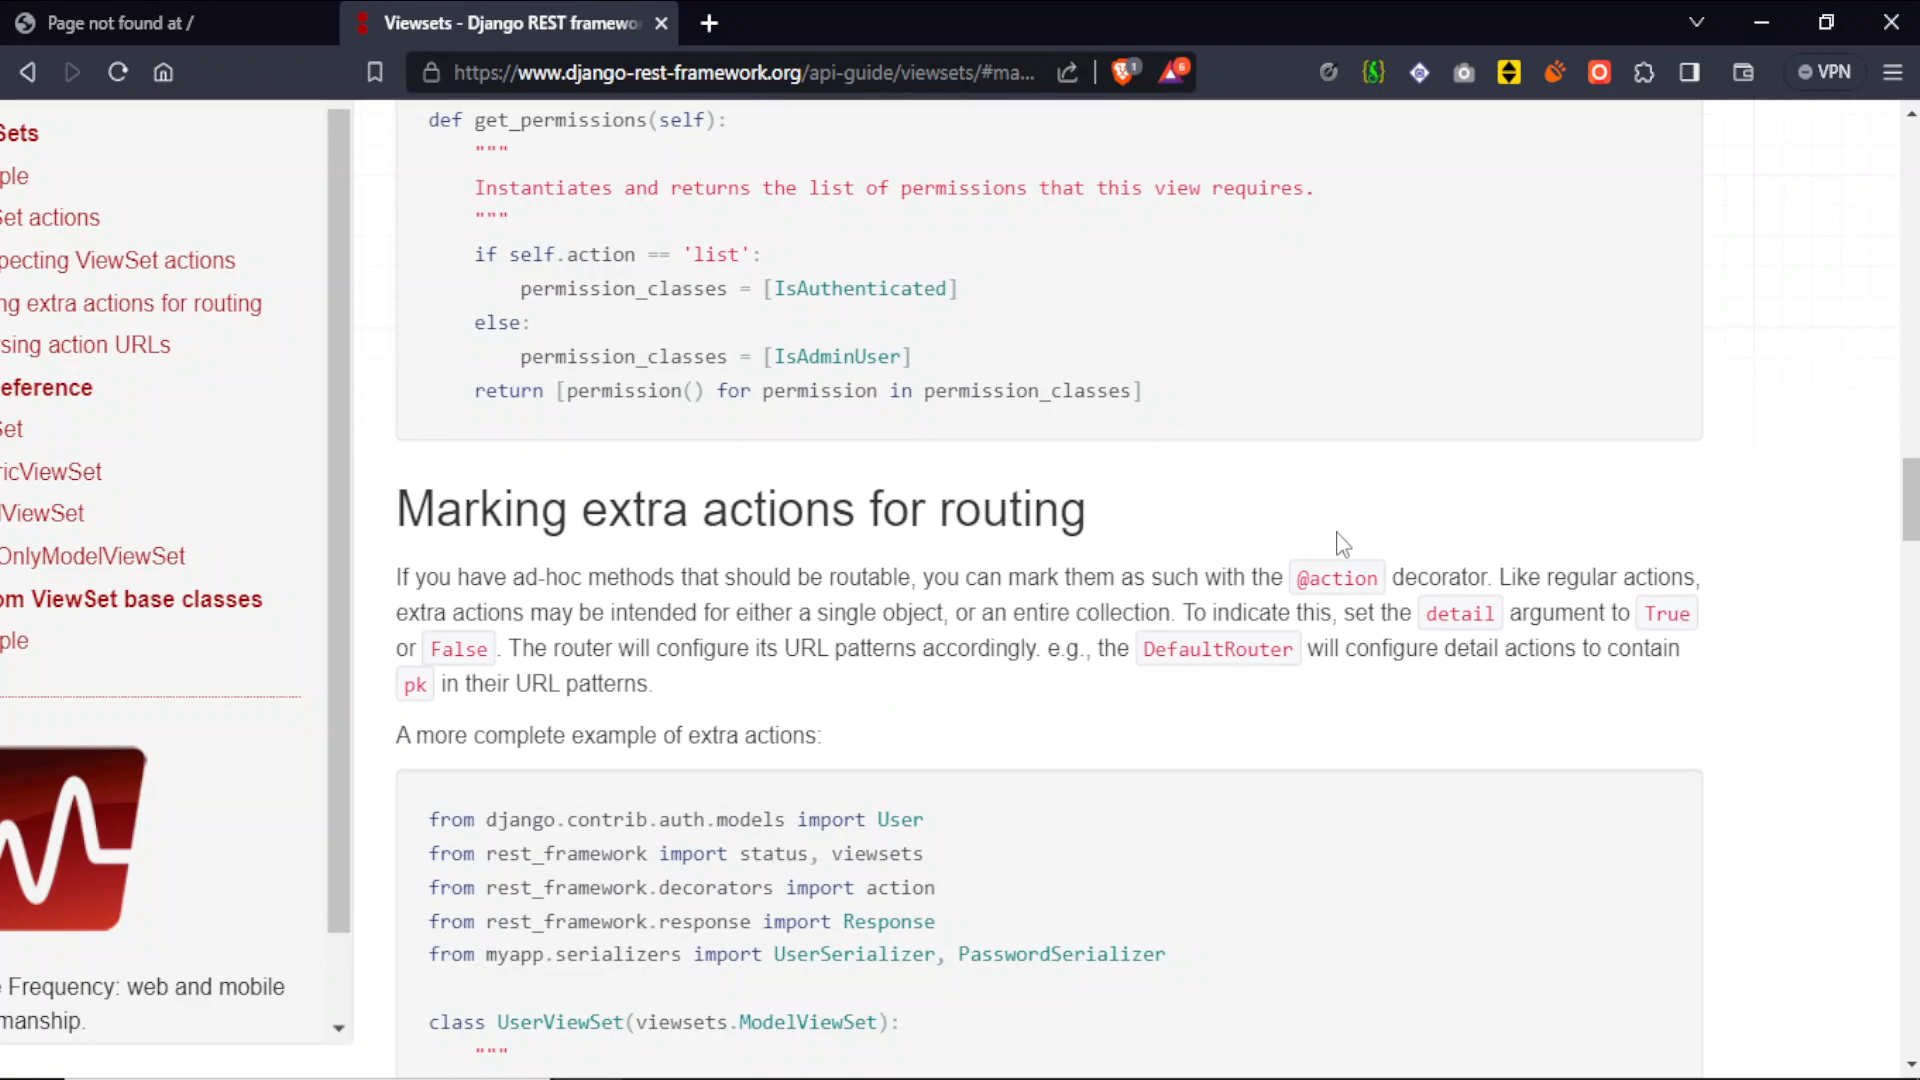 Page not found at /
Viewsets - Django REST framewo
https://www.django-rest-framework.org/api-guide/viewsets/#ma...
1
6
VPN
Sets
ple
Set actions
pecting ViewSet actions
ng extra actions for routing
sing action URLs
eference
Set
ricViewSet
lViewSet
OnlyModelViewSet
om ViewSet base classes
ple
e Frequency: web and mobile
manship.
def get_permissions(self):
"""
Instantiates and returns the list of permissions that this view requires.
"""
if self.action == 'list':
permission_classes = [IsAuthenticated]
else:
permission_classes = [IsAdminUser]
return [permission() for permission in permission_classes]
Marking extra actions for routing
If you have ad-hoc methods that should be routable, you can mark them as such with the @action decorator. Like regular actions,
extra actions may be intended for either a single object, or an entire collection. To indicate this, set the detail argument to True
or False . The router will configure its URL patterns accordingly. e.g., the DefaultRouter will configure detail actions to contain
pk in their URL patterns.
A more complete example of extra actions:
from django.contrib.auth.models import User
from rest_framework import status, viewsets
from rest_framework.decorators import action
from rest_framework.response import Response
from myapp.serializers import UserSerializer, PasswordSerializer
class UserViewSet(viewsets.ModelViewSet):
"""